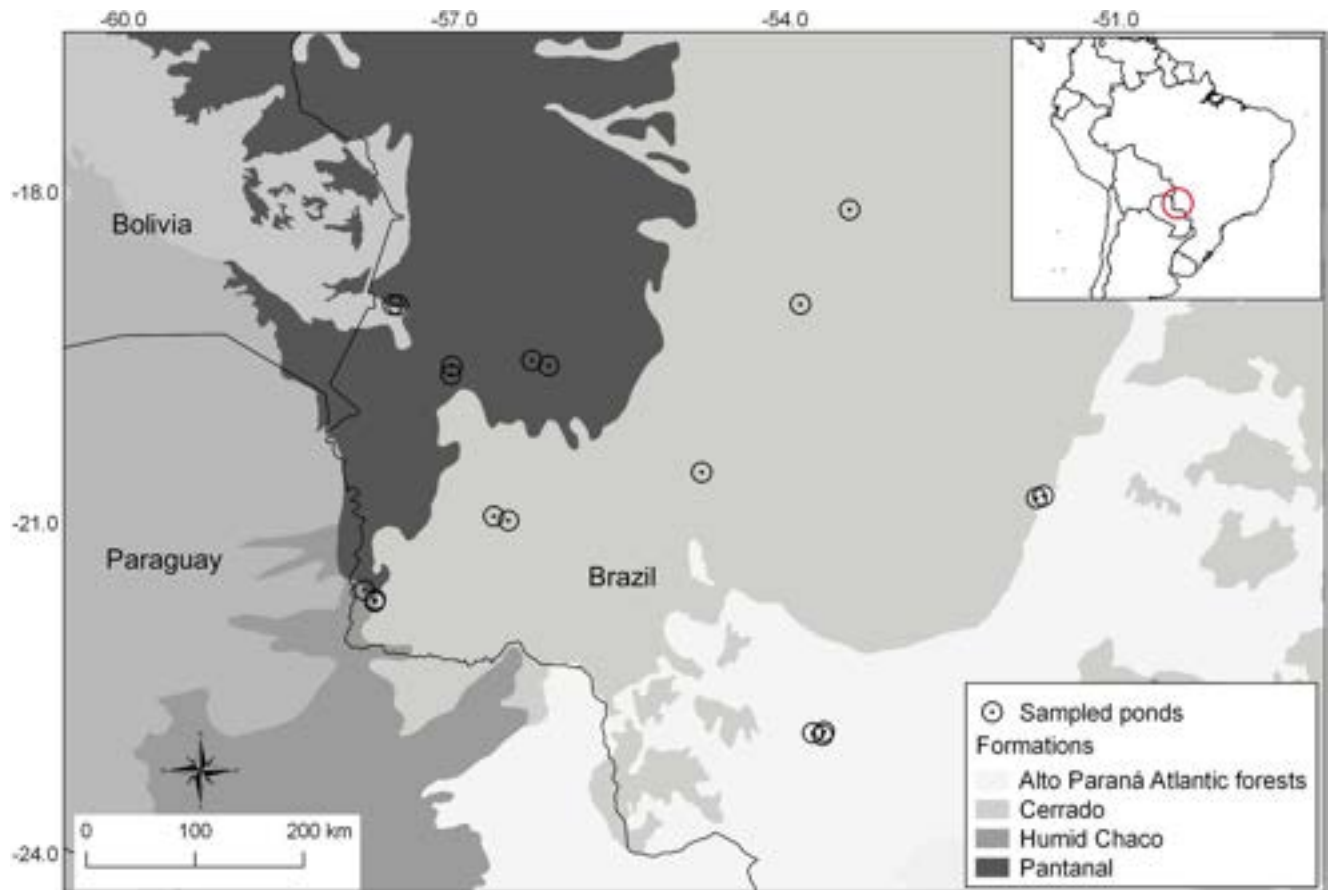 -60.0 -57.0 -54.0 -51.0
-18.0
Bolivia
-21.0
Paraguay
Brazil
-24.0
0 100 200 km
Sampled ponds
Formations
Alto Paraná Atlantic forests
Cerrado
Humid Chaco
Pantanal